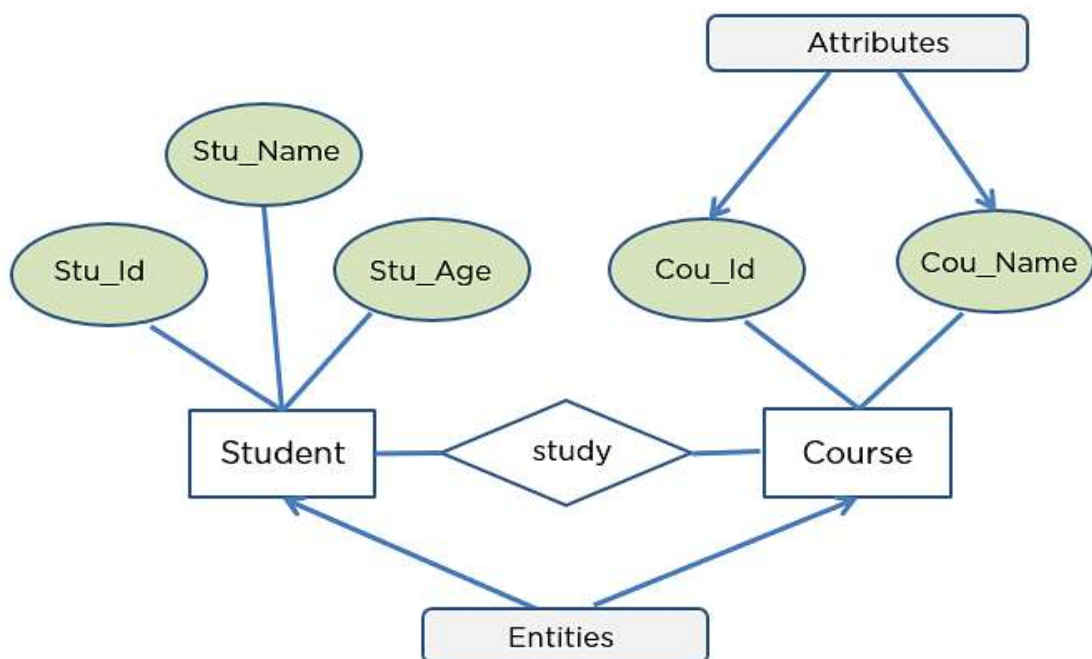 Attributes
Stu_Name
Stu_Id
Stu_Age
Cou_Id
Cou_Name
Student
study
Course
Entities